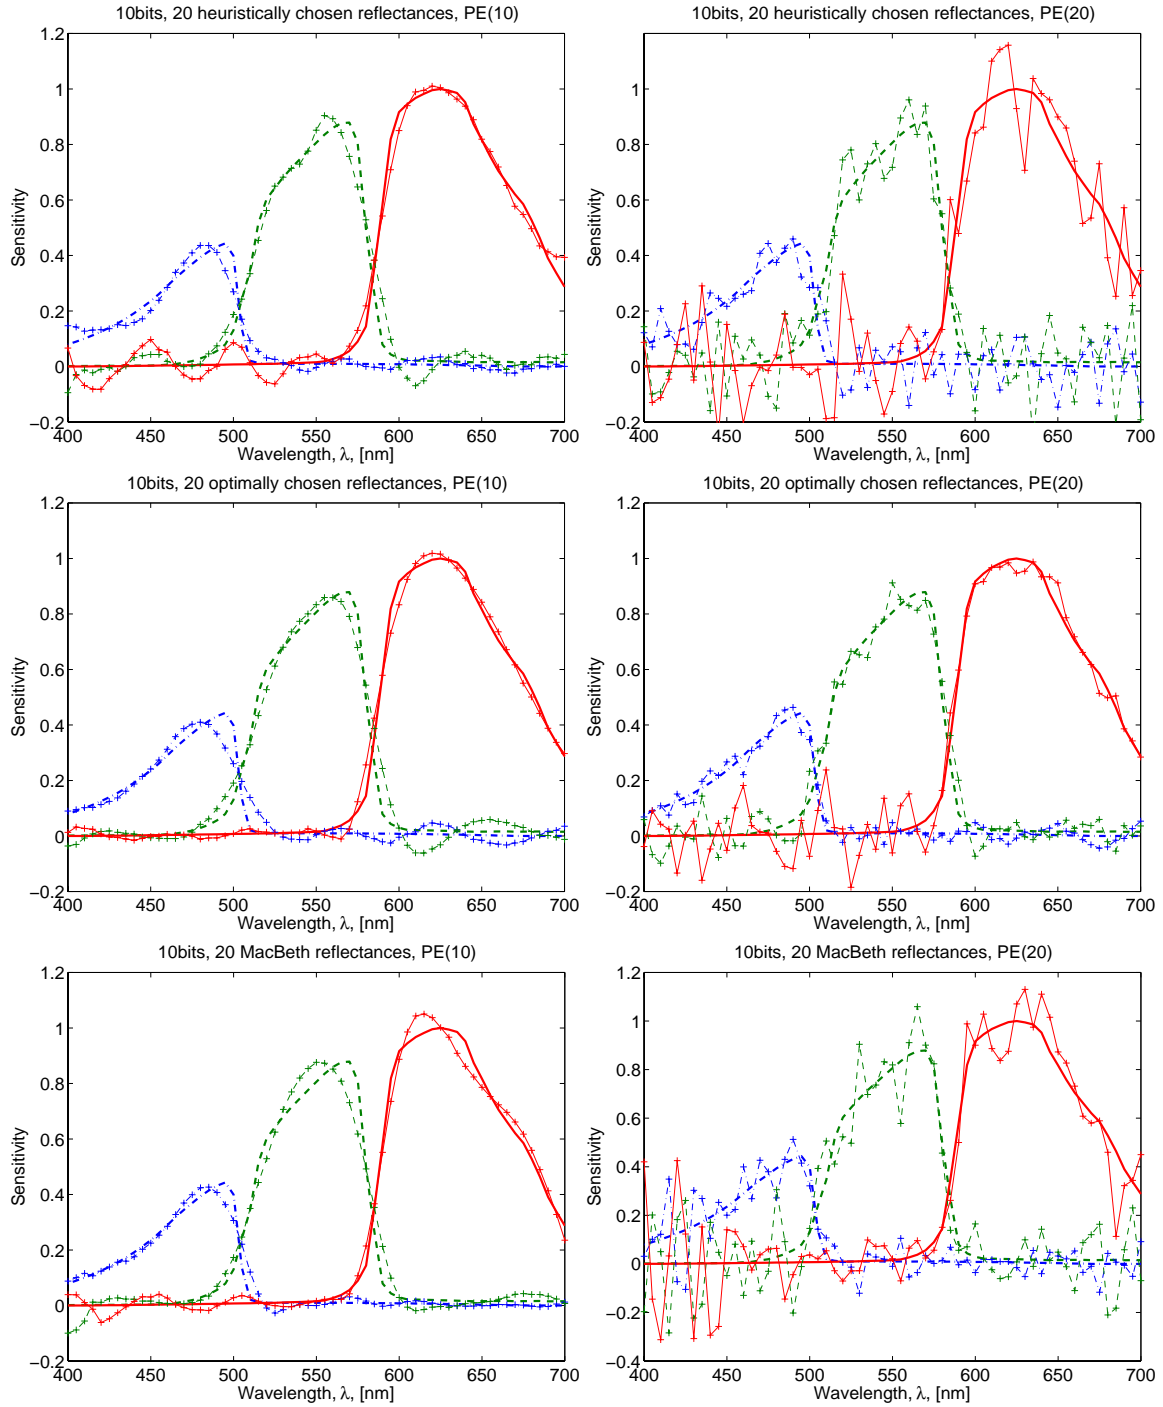 10bits, 20 heuristically chosen reflectances, PE(10)
1.2
1
0.8
0.6
0.4
0.2
0
−0.2
Sensitivity
400 450 500 550 600 650 700
Wavelength, λ, [nm]
10bits, 20 heuristically chosen reflectances, PE(20)
1.2
1
0.8
0.6
0.4
0.2
0
−0.2
Sensitivity
400 450 500 550 600 650 700
Wavelength, λ, [nm]
10bits, 20 optimally chosen reflectances, PE(10)
1.2
1
0.8
0.6
0.4
0.2
0
−0.2
Sensitivity
400 450 500 550 600 650 700
Wavelength, λ, [nm]
10bits, 20 optimally chosen reflectances, PE(20)
1.2
1
0.8
0.6
0.4
0.2
0
−0.2
Sensitivity
400 450 500 550 600 650 700
Wavelength, λ, [nm]
10bits, 20 MacBeth reflectances, PE(10)
1.2
1
0.8
0.6
0.4
0.2
0
−0.2
Sensitivity
400 450 500 550 600 650 700
Wavelength, λ, [nm]
10bits, 20 MacBeth reflectances, PE(20)
1.2
1
0.8
0.6
0.4
0.2
0
−0.2
−0.4
Sensitivity
400 450 500 550 600 650 700
Wavelength, λ, [nm]